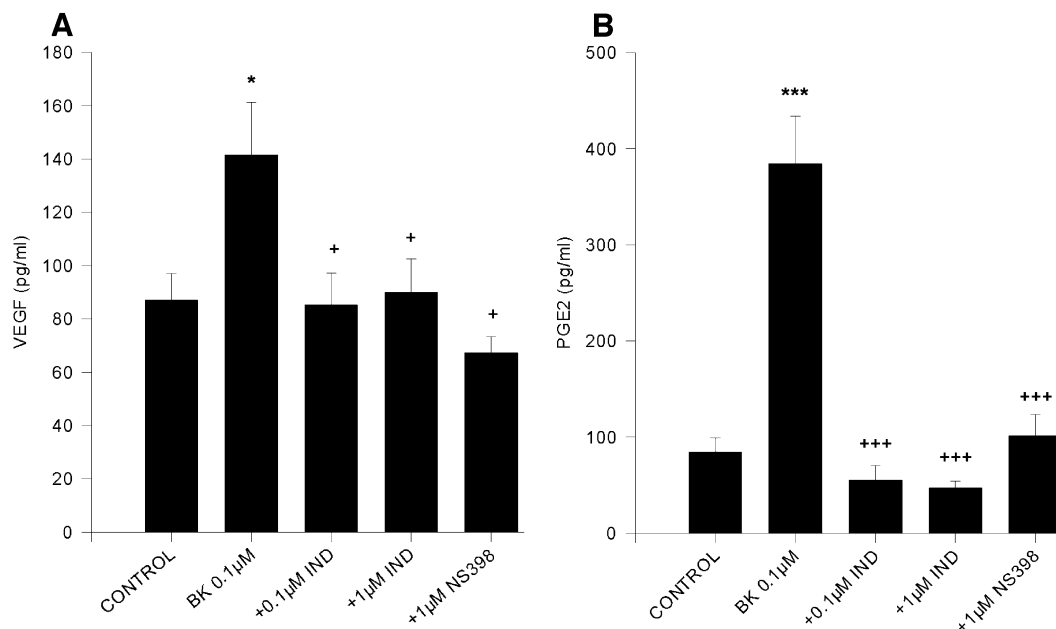 A
VEGF (pg/ml)
180
160
140
120
100
80
60
40
20
0
*
+
+
+
CONTROL
BK 0.1µM
+0.1µM IND
+1µM IND
+1µM NS398
B
PGE2 (pg/ml)
500
400
300
200
100
0
***
+++
+++
+++
CONTROL
BK 0.1µM
+0.1µM IND
+1µM IND
+1µM NS398